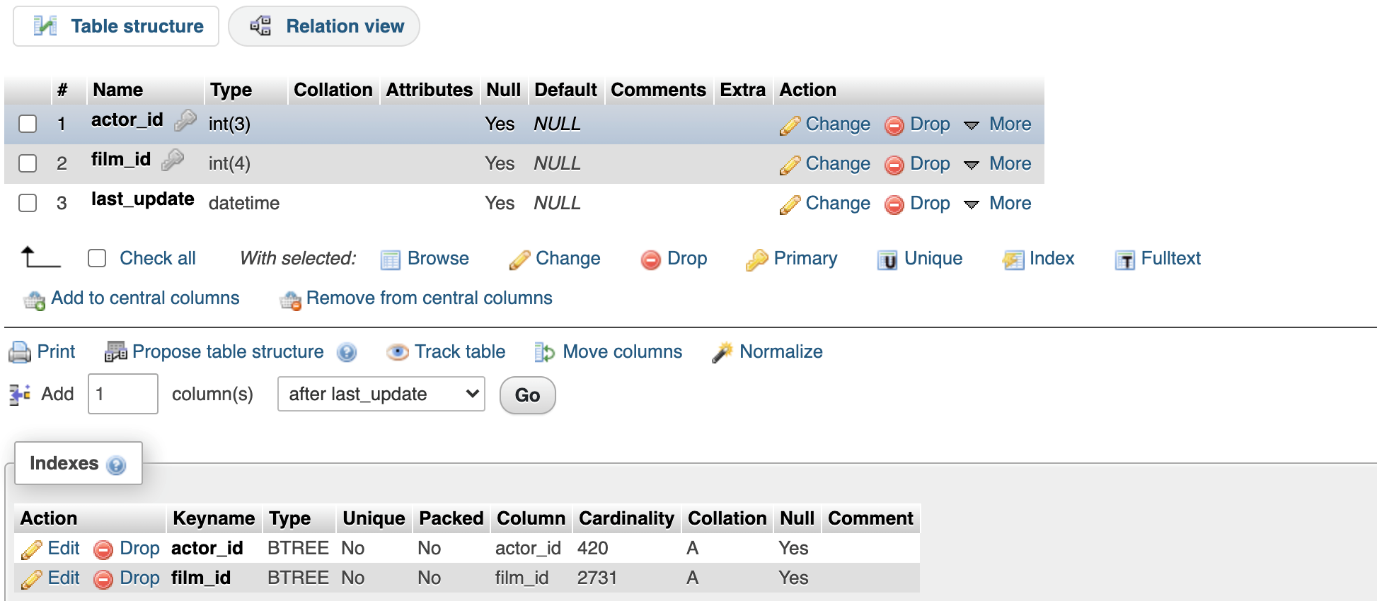 Table structure Relation view
# Name Type Collation Attributes Null Default Comments Extra Action
1 actor_id int(3) Yes NULL Change Drop More
2 film_id int(4) Yes NULL Change Drop More
3 last_update datetime Yes NULL Change Drop More
Check all With selected: Browse Change Drop Primary Unique Index Fulltext
Add to central columns Remove from central columns
Print Propose table structure Track table Move columns Normalize
Add 1 column(s) after last_update Go
Indexes
Action Keyname Type Unique Packed Column Cardinality Collation Null Comment
Edit Drop actor_id BTREE No No actor_id 420 A Yes
Edit Drop film_id BTREE No No film_id 2731 A Yes